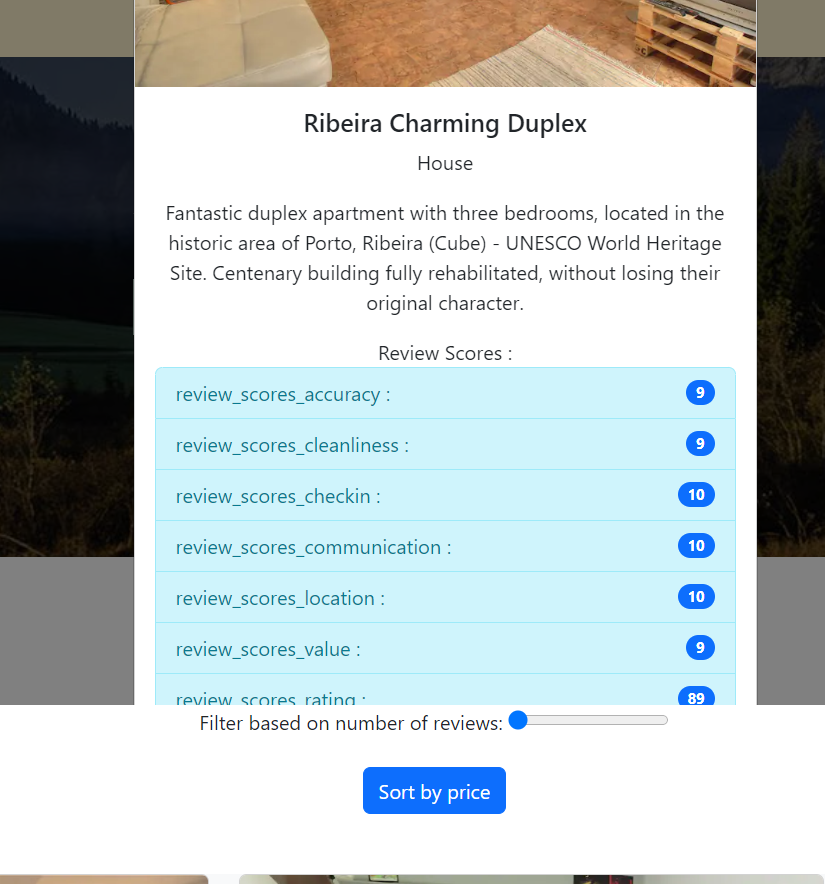 Ribeira Charming Duplex
House
Fantastic duplex apartment with three bedrooms, located in the
historic area of Porto, Ribeira (Cube) - UNESCO World Heritage
Site. Centenary building fully rehabilitated, without losing their
original character.
Review Scores :
review_scores_accuracy : 9
review_scores_cleanliness : 9
review_scores_checkin : 10
review_scores_communication : 10
review_scores_location : 10
review_scores_value : 9
review_scores_rating : 89
Filter based on number of reviews:
Sort by price